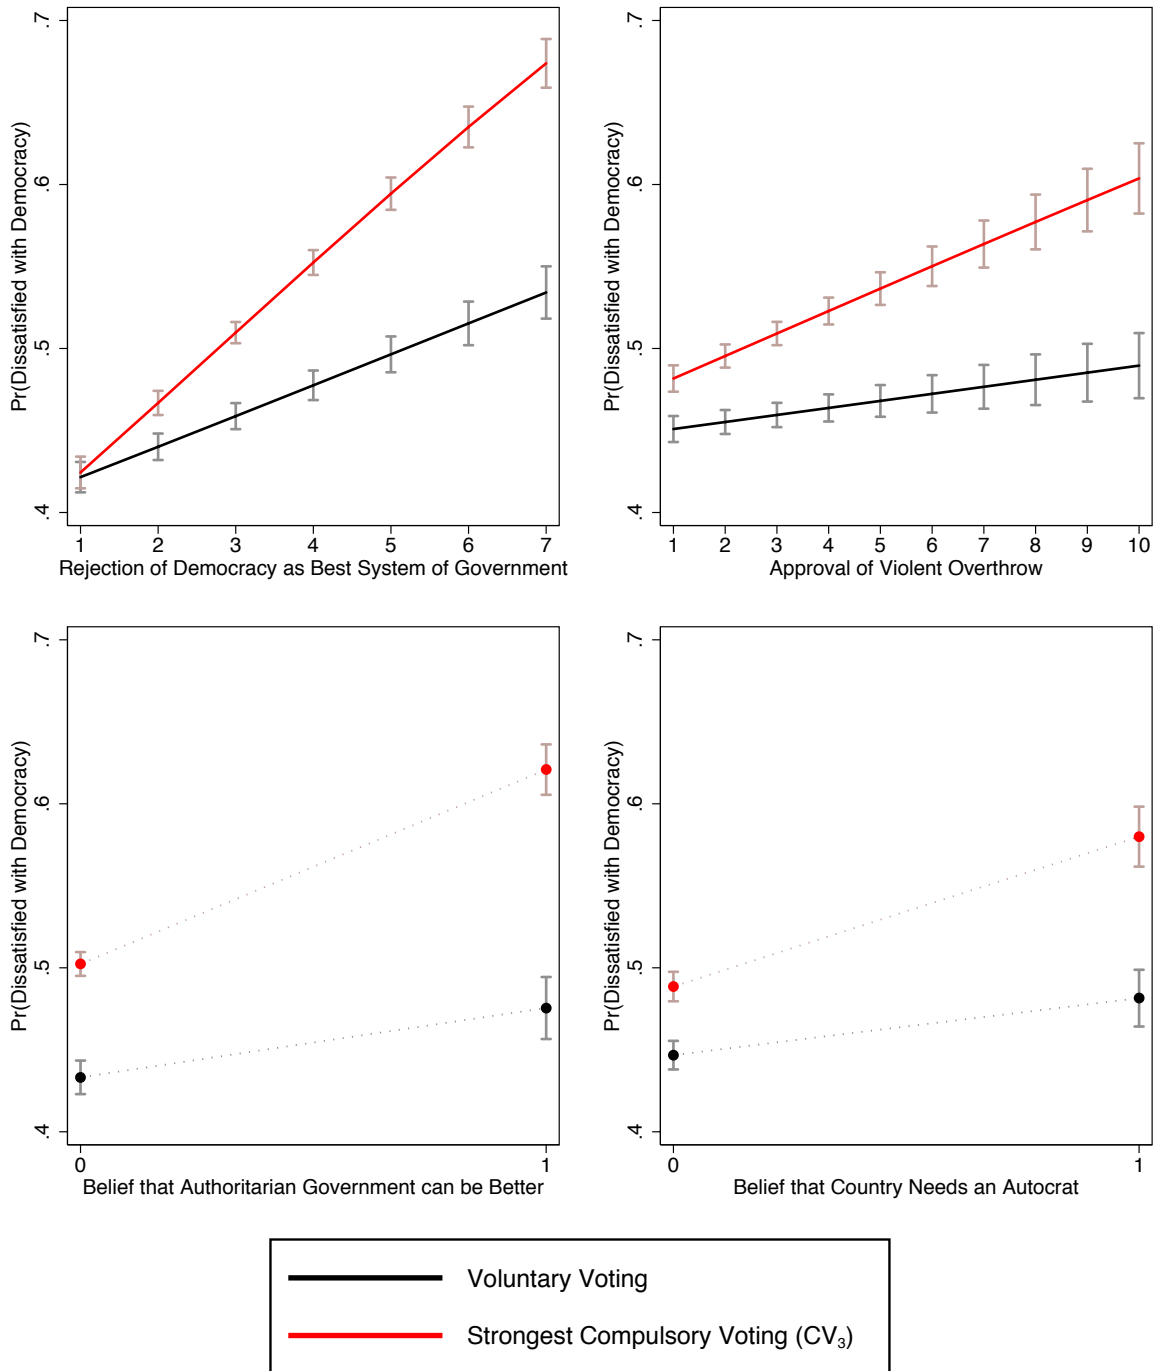 Pr(Dissatisfied with Democracy)
.7
.6
.5
.4
1 2 3 4 5 6 7
Rejection of Democracy as Best System of Government
Pr(Dissatisfied with Democracy)
.7
.6
.5
.4
1 2 3 4 5 6 7 8 9 10
Approval of Violent Overthrow
Pr(Dissatisfied with Democracy)
.7
.6
.5
.4
0 1
Belief that Authoritarian Government can be Better
Pr(Dissatisfied with Democracy)
.7
.6
.5
.4
0 1
Belief that Country Needs an Autocrat
Voluntary Voting
Strongest Compulsory Voting (CV₃)